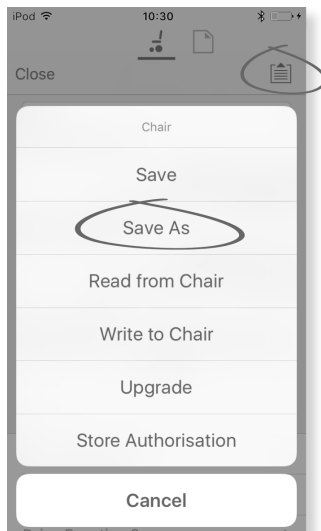 iPod 10:30
Close
Chair
Save
Save As
Read from Chair
Write to Chair
Upgrade
Store Authorisation
Cancel